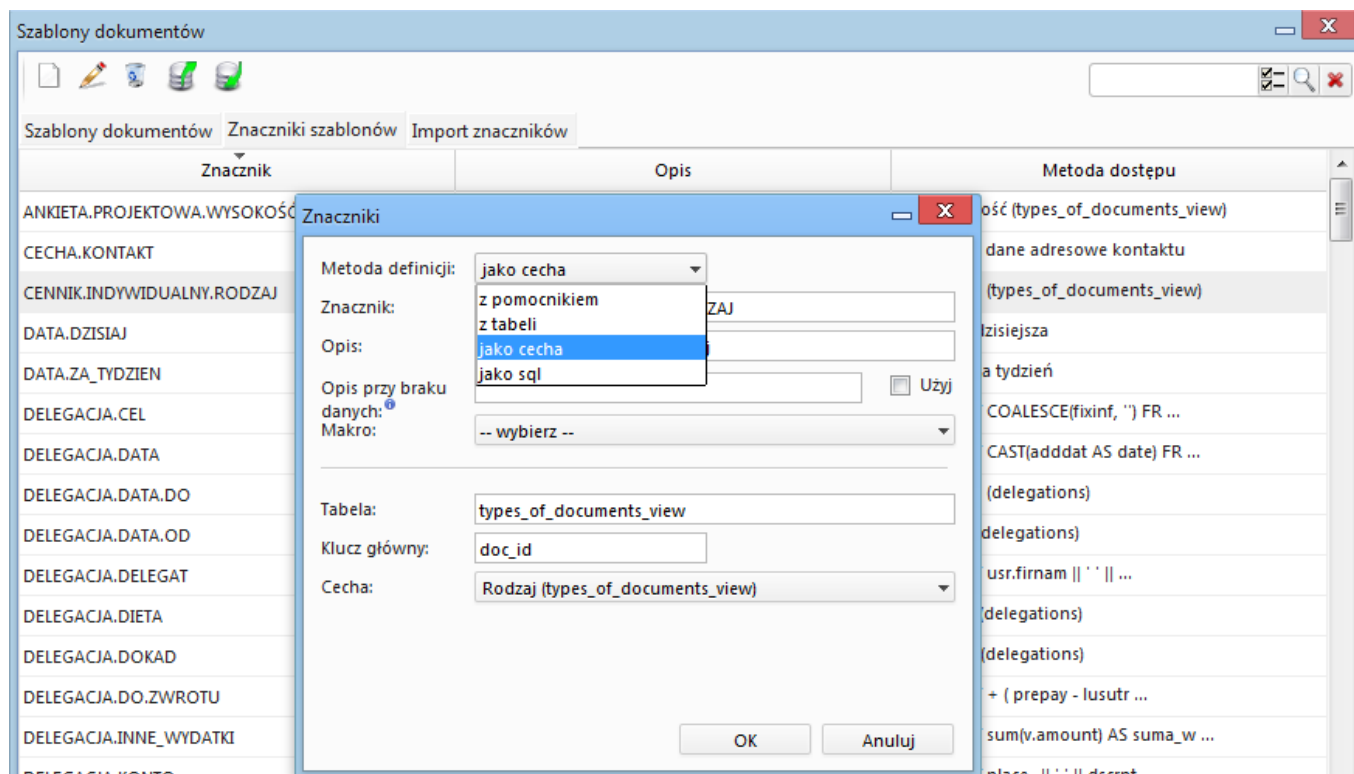 Szablony dokumentów
Szablony dokumentów Znaczniki szablonów Import znaczników
Znacznik Opis Metoda dostępu
ANKIETA.PROJEKTOWA.WYSOKOŚĆ ość (types_of_documents_view)
CECHA.KONTAKT dane adresowe kontaktu
CENNIK.INDYWIDUALNY.RODZAJ (types_of_documents_view)
DATA.DZISIAJ dzisiejsza
DATA.ZA_TYDZIEN a tydzień
DELEGACJA.CEL COALESCE(fixinf, '') FR ...
DELEGACJA.DATA CAST(adddat AS date) FR ...
DELEGACJA.DATA.DO (delegations)
DELEGACJA.DATA.OD delegations)
DELEGACJA.DELEGAT usr.firnam || ' ' || ...
DELEGACJA.DIETA (delegations)
DELEGACJA.DOKAD (delegations)
DELEGACJA.DO.ZWROTU + ( prepay - lusutr ...
DELEGACJA.INNE_WYDATKI sum(v.amount) AS suma_w ...
Znaczniki
Metoda definicji: jako cecha
z pomocnikiem
z tabeli
jako cecha
jako sql
Znacznik: ZAJ
Opis:
Opis przy braku danych: Użyj
Makro: -- wybierz --
Tabela: types_of_documents_view
Klucz główny: doc_id
Cecha: Rodzaj (types_of_documents_view)
OK Anuluj